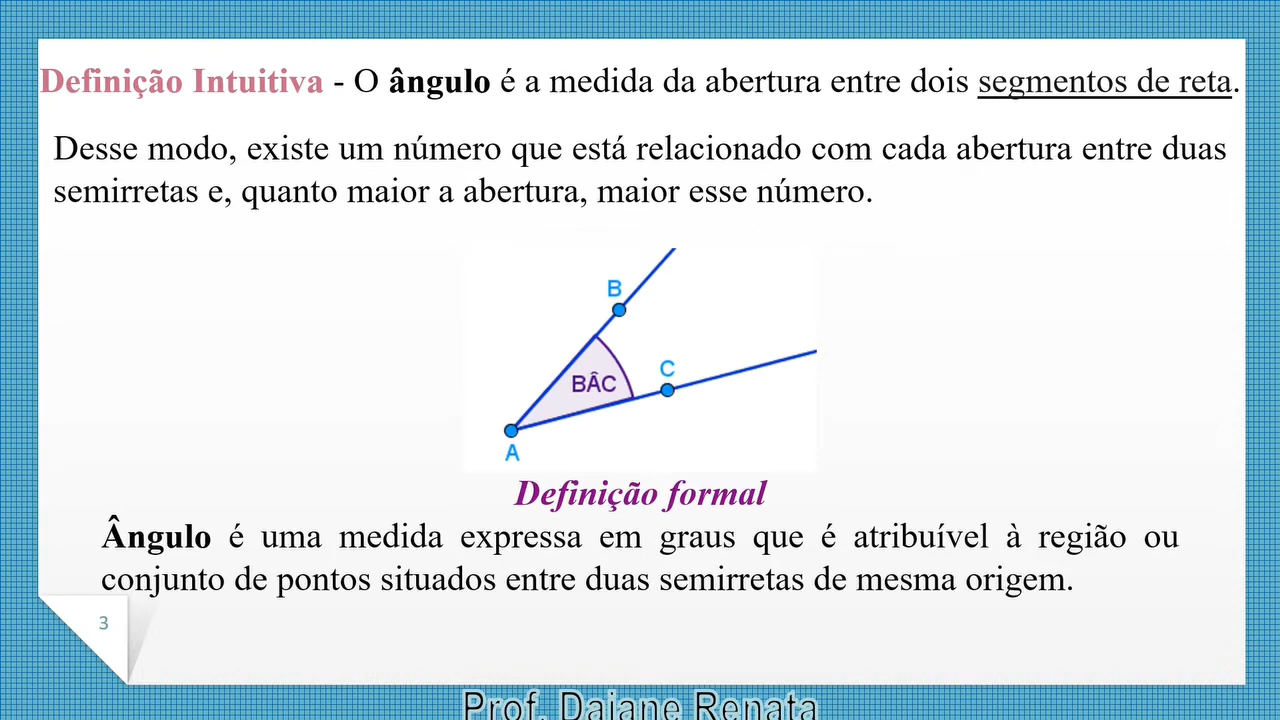 Definição Intuitiva - O ângulo é a medida da abertura entre dois segmentos de reta.
Desse modo, existe um número que está relacionado com cada abertura entre duas
semirretas e, quanto maior a abertura, maior esse número.
B
C
BÂC
A
Definição formal
Ângulo é uma medida expressa em graus que é atribuível à região ou
conjunto de pontos situados entre duas semirretas de mesma origem.
3
Prof. Daiane Renata